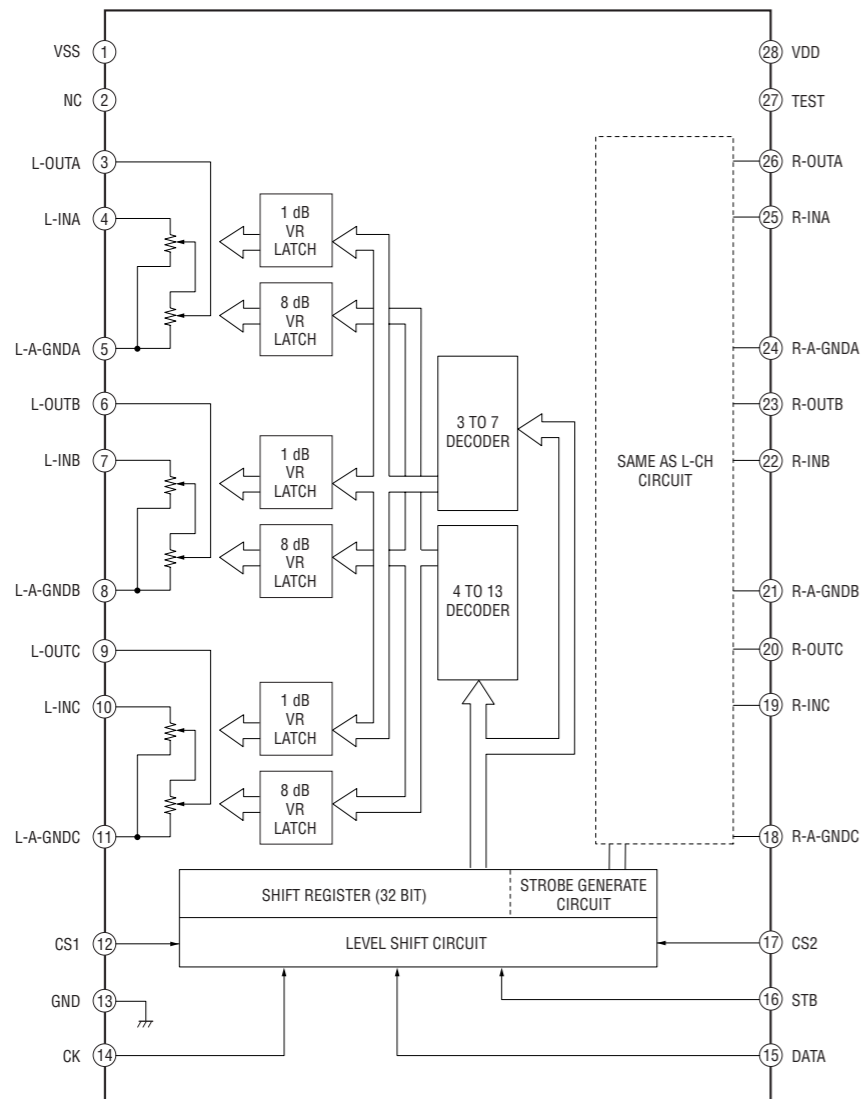 VSS 1
28 VDD
NC 2
27 TEST
L-OUTA 3
26 R-OUTA
L-INA 4
25 R-INA
1 dB
VR
LATCH
8 dB
VR
LATCH
L-A-GNDA 5
24 R-A-GNDA
L-OUTB 6
23 R-OUTB
3 TO 7
DECODER
L-INB 7
22 R-INB
1 dB
VR
LATCH
SAME AS L-CH
CIRCUIT
8 dB
VR
LATCH
4 TO 13
DECODER
L-A-GNDB 8
21 R-A-GNDB
L-OUTC 9
20 R-OUTC
L-INC 10
19 R-INC
1 dB
VR
LATCH
8 dB
VR
LATCH
L-A-GNDC 11
18 R-A-GNDC
SHIFT REGISTER (32 BIT)
STROBE GENERATE
CIRCUIT
CS1 12
LEVEL SHIFT CIRCUIT
17 CS2
GND 13
16 STB
CK 14
15 DATA